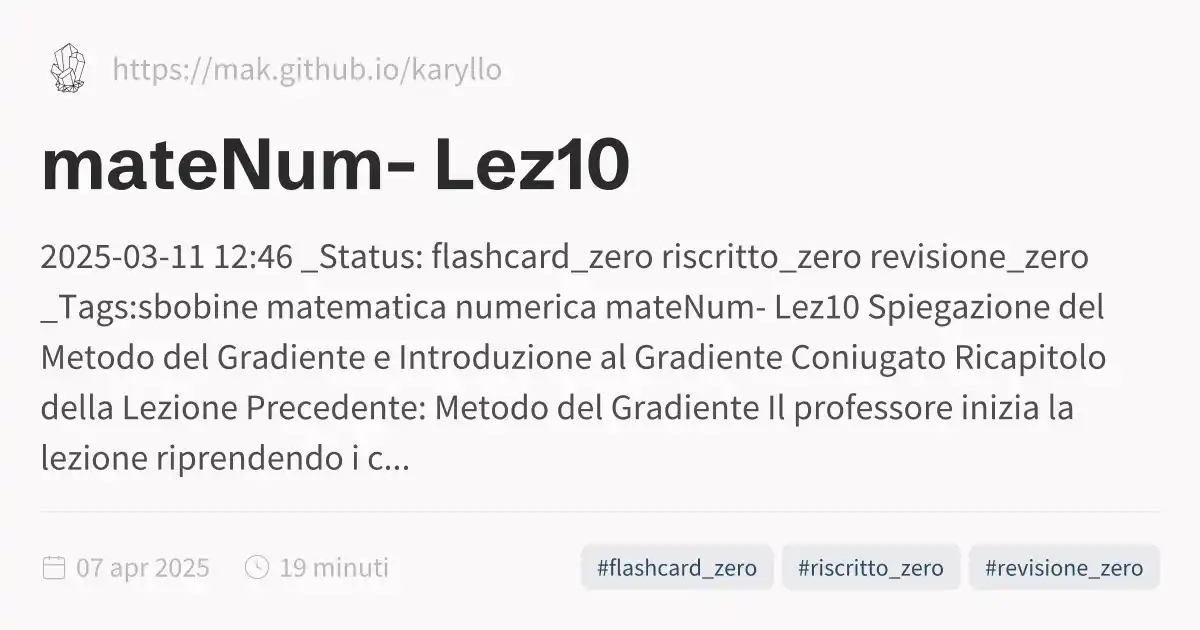 https://mak.github.io/karyllo
mateNum- Lez10
2025-03-11 12:46 _Status: flashcard_zero riscritto_zero revisione_zero
_Tags:sbobine matematica numerica mateNum- Lez10 Spiegazione del
Metodo del Gradiente e Introduzione al Gradiente Coniugato Ricapitolo
della Lezione Precedente: Metodo del Gradiente Il professore inizia la
lezione riprendendo i c...
07 apr 2025 19 minuti #flashcard_zero #riscritto_zero #revisione_zero